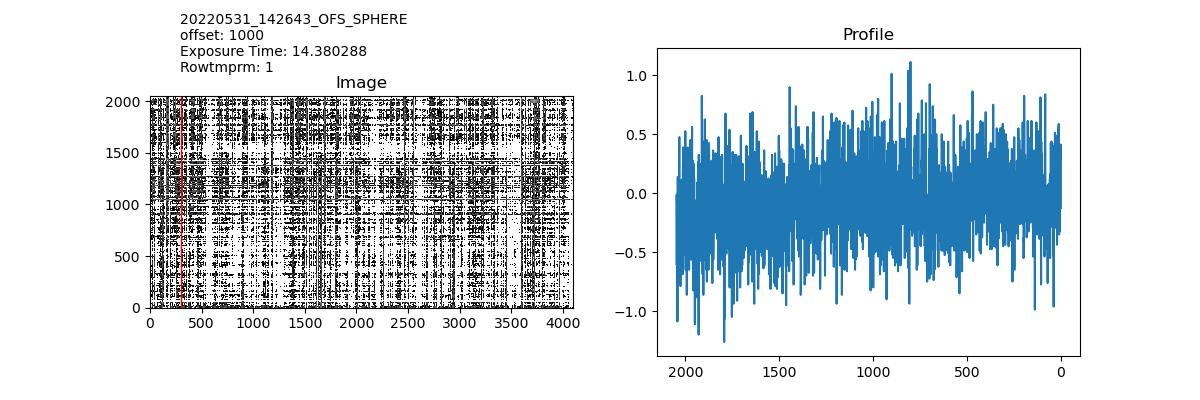 20220531_142643_OFS_SPHERE
offset: 1000
Exposure Time: 14.380288
Rowtmprm: 1
Image
2000
1500
1000
500
0
0 500 1000 1500 2000 2500 3000 3500 4000
Profile
1.0
0.5
0.0
−0.5
−1.0
2000 1500 1000 500 0